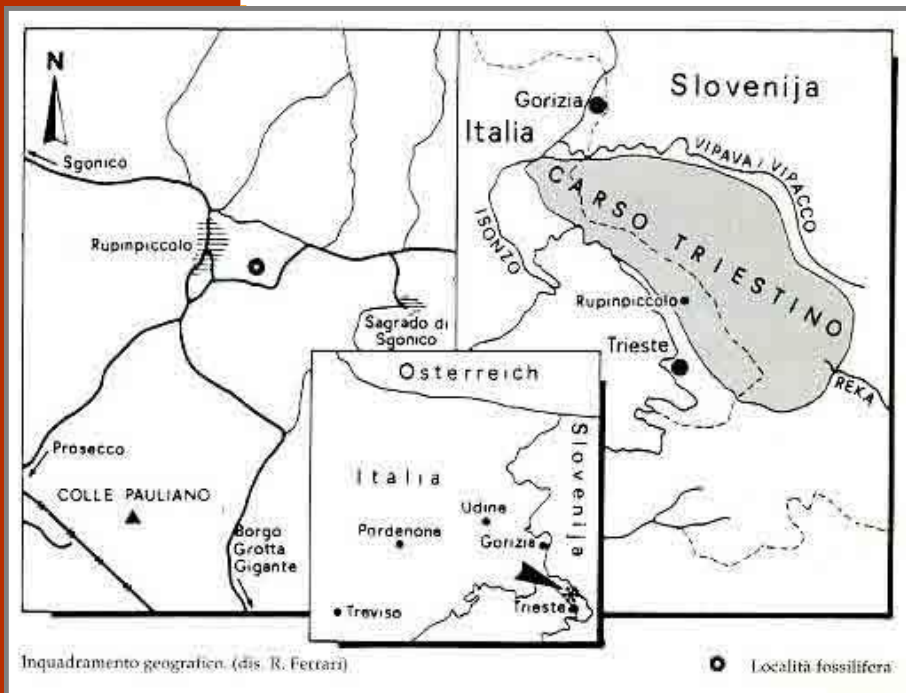 N
Sgonico
Rupinpiccolo
Sagrado di
Sgonico
Prosecco
COLLE PAULIANO
Borgo
Grotta
Gigante
Slovenija
Gorizia
Italia
VIPAVA / VIPACCO
CARSO TRIESTINO
ISONZO
Rupinpiccolo
Trieste
REKA
Österreich
Slovenija
Italia
Udine
Pordenone
Gorizia
Treviso
Trieste
Inquadramento geografico. (dis. R. Ferrari)
Località fossilifera